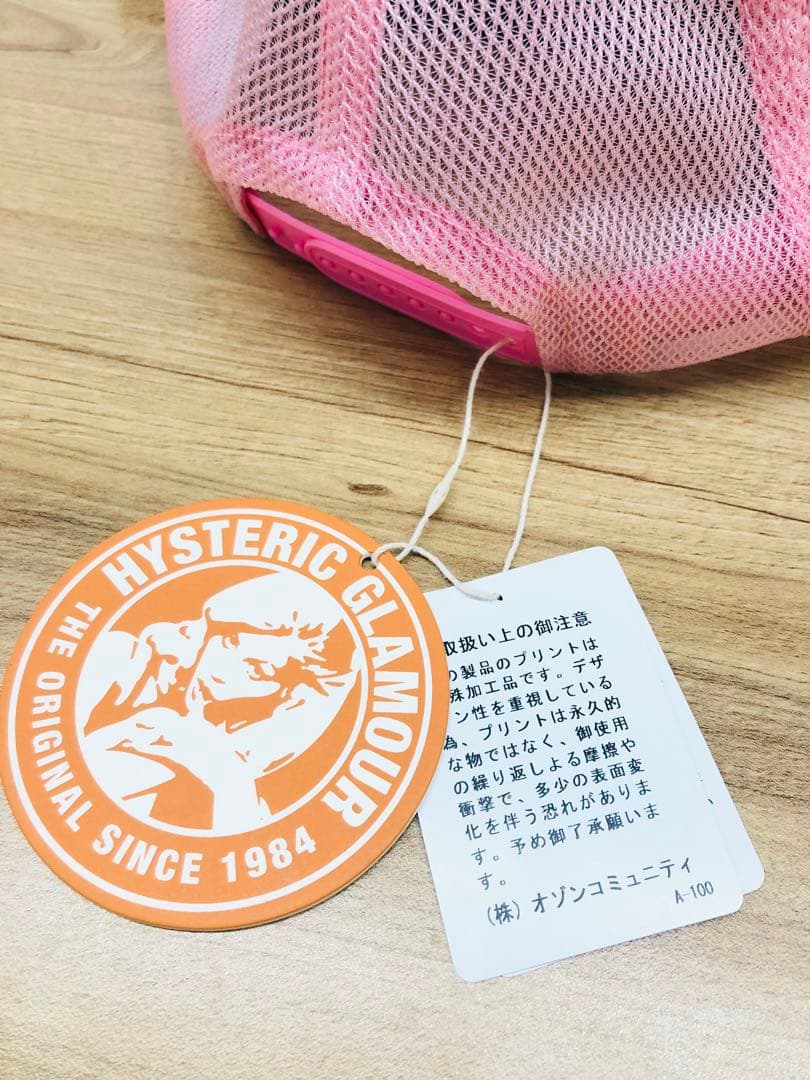 HYSTERIC GLAMOUR
THE ORIGINAL SINCE 1984
取扱い上の御注意
の製品のプリントは
殊加工品です。デザ
ン性を重視している
為、プリントは永久的
な物ではなく、御使用
の繰り返しよる摩擦や
衝撃で、多少の表面変
化を伴う恐れがありま
す。予め御了承願いま
す。
(株) オゾンコミュニティ
A-100